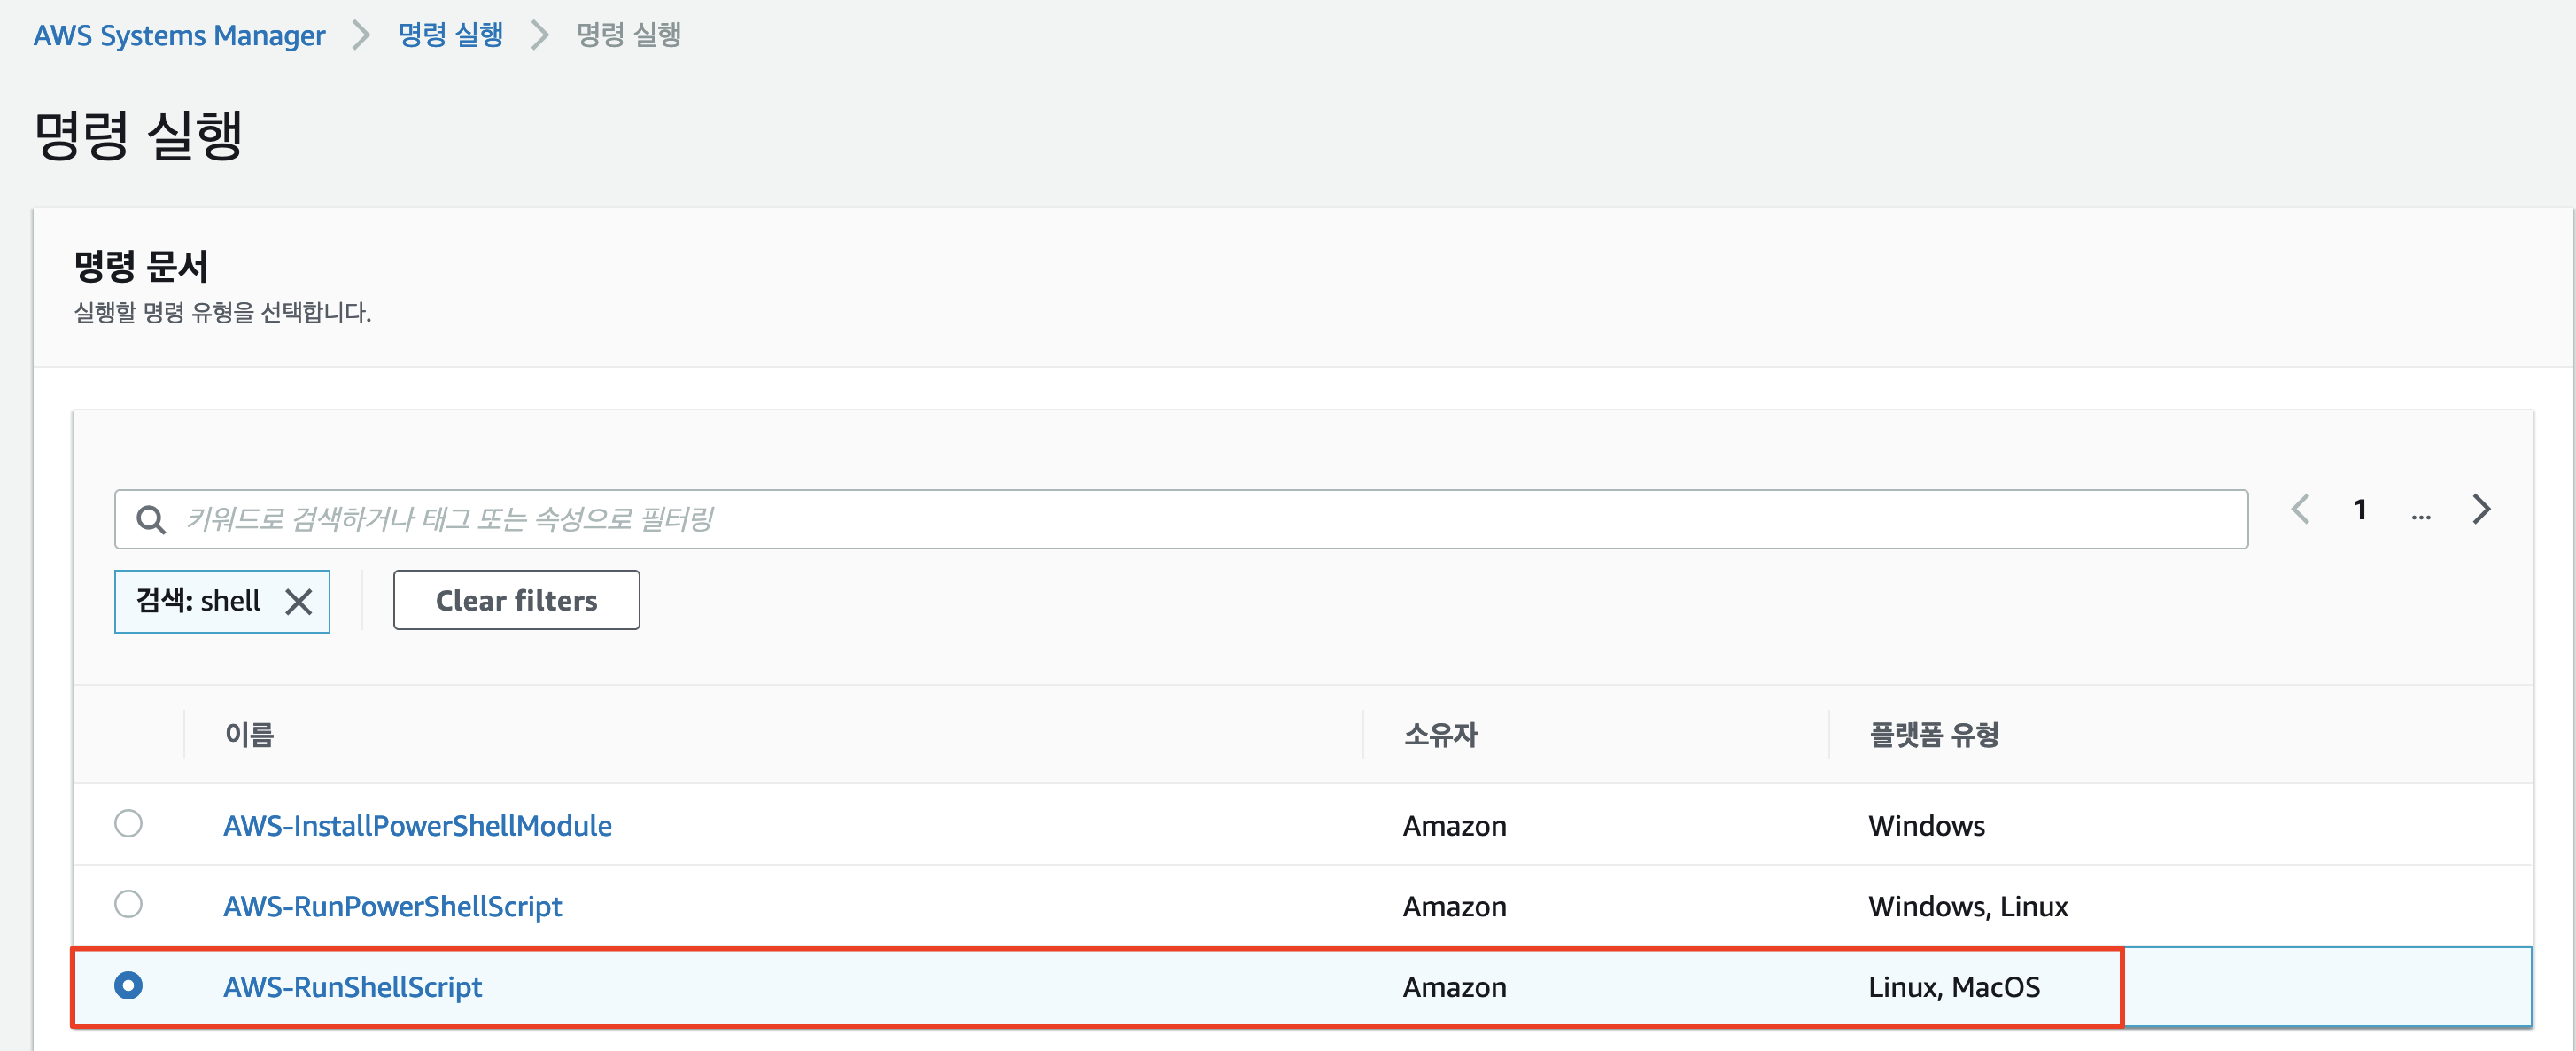 AWS Systems Manager > 명령 실행 > 명령 실행
명령 실행
명령 문서
실행할 명령 유형을 선택합니다.
키워드로 검색하거나 태그 또는 속성으로 필터링
1 ...
검색: shell
Clear filters
이름 소유자 플랫폼 유형
AWS-InstallPowerShellModule Amazon Windows
AWS-RunPowerShellScript Amazon Windows, Linux
AWS-RunShellScript Amazon Linux, MacOS